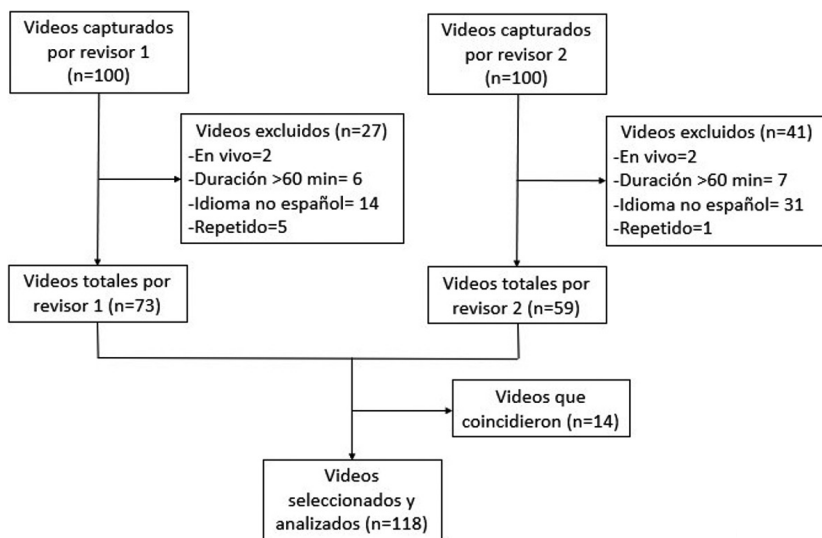 Videos capturados
por revisor 1
(n=100)
Videos capturados
por revisor 2
(n=100)
Videos excluidos (n=27)
-En vivo=2
-Duración >60 min= 6
-Idioma no español= 14
-Repetido=5
Videos excluidos (n=41)
-En vivo=2
-Duración >60 min= 7
-Idioma no español= 31
-Repetido=1
Videos totales por
revisor 1 (n=73)
Videos totales por
revisor 2 (n=59)
Videos que
coincidieron (n=14)
Videos
seleccionados y
analizados (n=118)